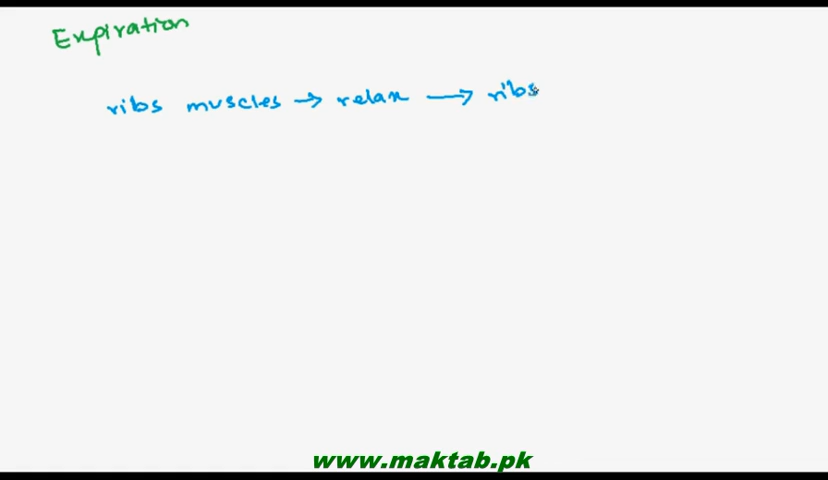 Expiration
ribs muscles → relax → ribs
www.maktab.pk